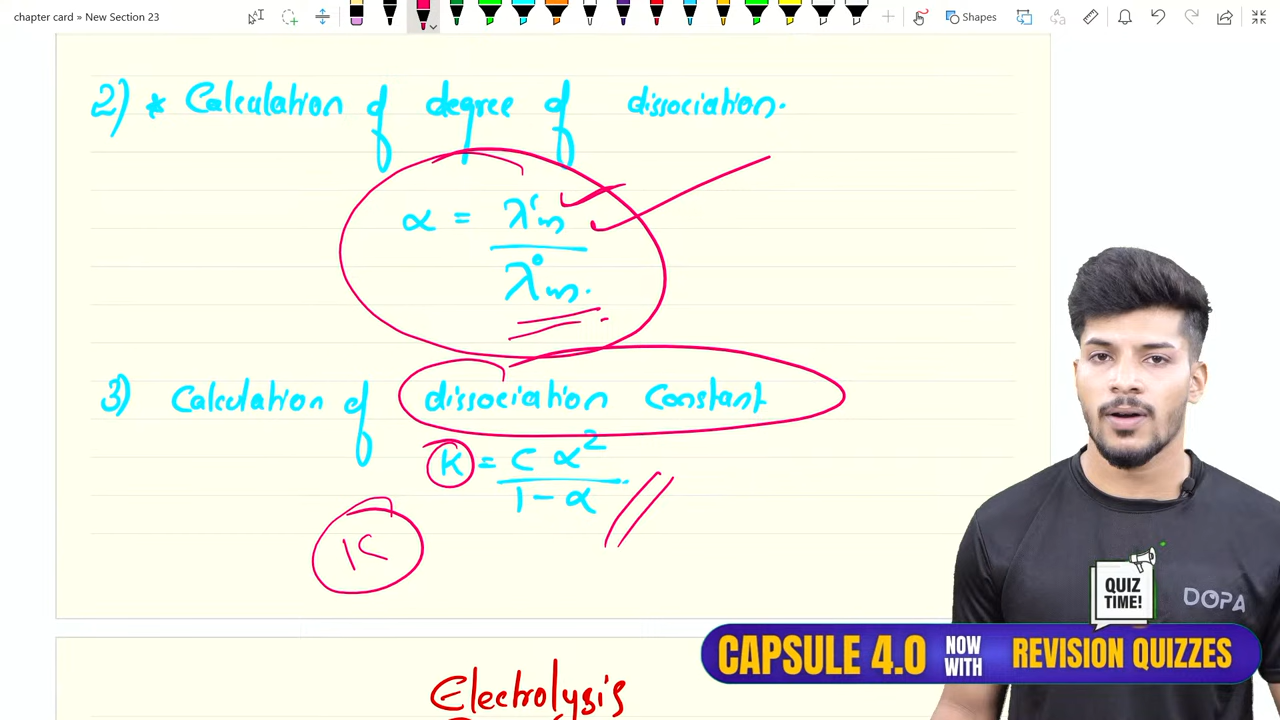 chapter card » New Section 23
Shapes
2) * Calculation of degree of dissociation.
α = λᶜm / λ°m.
3) Calculation of dissociation Constant
K = C α² / 1 - α
K
Electrolysis
QUIZ
TIME!
DOPA
CAPSULE 4.0 NOW WITH REVISION QUIZZES